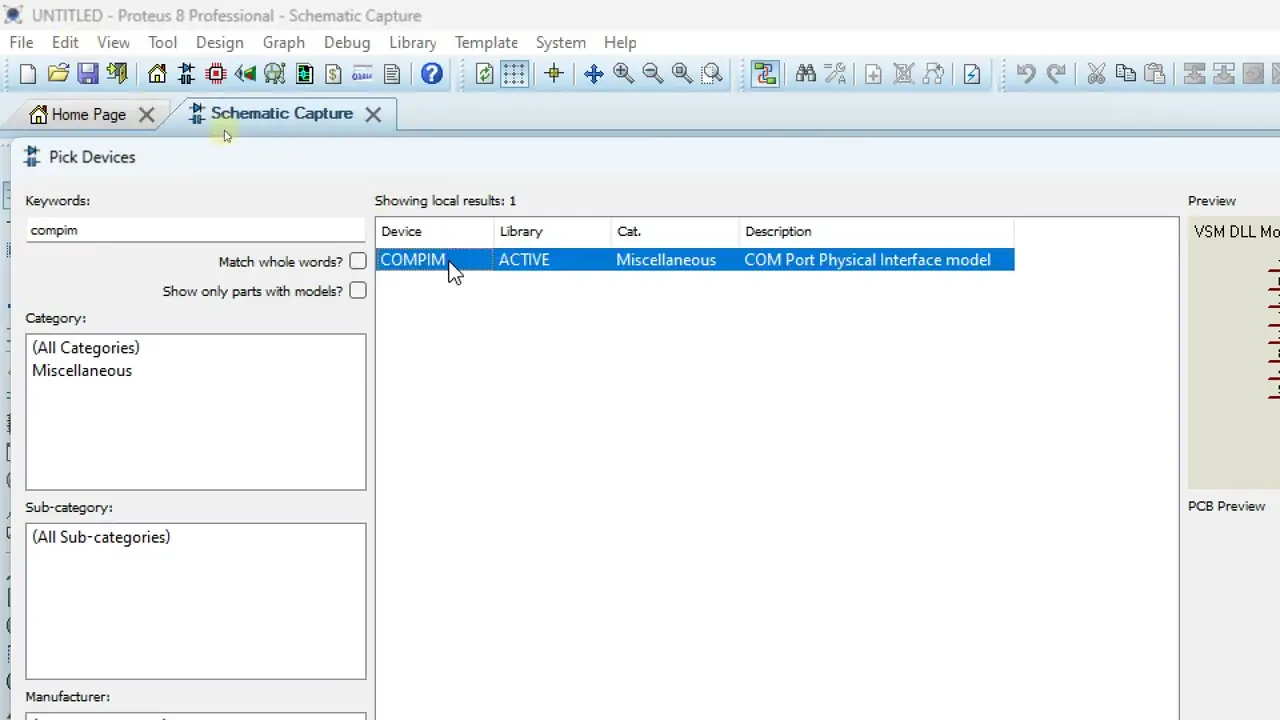 UNTITLED - Proteus 8 Professional - Schematic Capture
File Edit View Tool Design Graph Debug Library Template System Help
Home Page Schematic Capture
Pick Devices
Keywords: Showing local results: 1 Preview
compim
Device Library Cat. Description VSM DLL Mo
COMPIM ACTIVE Miscellaneous COM Port Physical Interface model
Match whole words?
Show only parts with models?
Category:
(All Categories)
Miscellaneous
Sub-category: PCB Preview
(All Sub-categories)
Manufacturer: